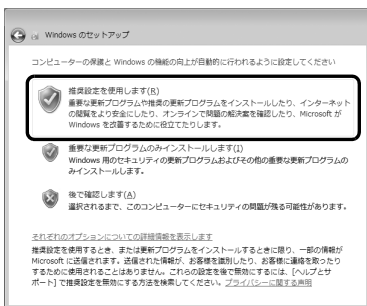 Windows のセットアップ
コンピューターの保護と Windows の機能の向上が自動的に行われるように設定してください
推奨設定を使用します(R)
重要な更新プログラムや推奨の更新プログラムをインストールしたり、インターネット
の閲覧をより安全にしたり、オンラインで問題の解決策を確認したり、Microsoft が
Windows を改善するために役立てたりします。
重要な更新プログラムのみインストールします(I)
Windows 用のセキュリティの更新プログラムおよびその他の重要な更新プログラムの
みインストールします。
後で確認します(A)
選択されるまで、このコンピューターにセキュリティの問題が残る可能性があります。
それぞれのオプションについての詳細情報を表示します
推奨設定を使用するとき、または更新プログラムをインストールするときに限り、一部の情報が
Microsoft に送信されます。送信された情報が、お客様を識別したり、お客様に連絡を取ったり
するために使用されることはありません。これらの設定を後で無効にするには、[ヘルプとサ
ポート] で推奨設定を無効にする方法を検索してください。プライバシーに関する声明